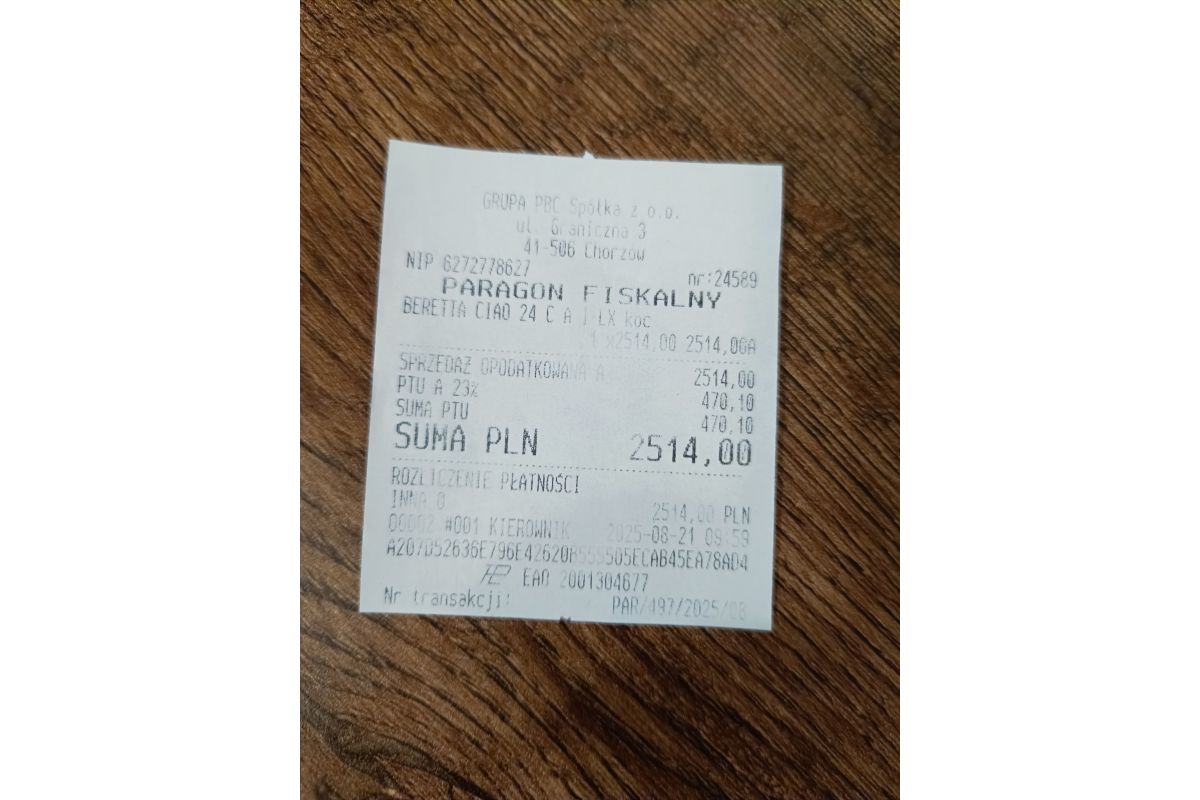 GRUPA PBC Spółka z o.o.
ul. Graniczna 3
41-506 Chorzów
NIP 6272778627 nr:24589
PARAGON FISKALNY
BERETTA CIAO 24 C A I LX koc
1 x2514,00 2514,00A
SPRZEDAŻ OPODATKOWANA A 2514,00
PTU A 23% 470,10
SUMA PTU 470,10
SUMA PLN 2514,00
ROZLICZENIE PŁATNOŚCI
INNA 0 2514,00 PLN
00002 #001 KIEROWNIK 2025-08-21 09:59
EAO 2001304677
Nr transakcji: PAR/497/2025/08